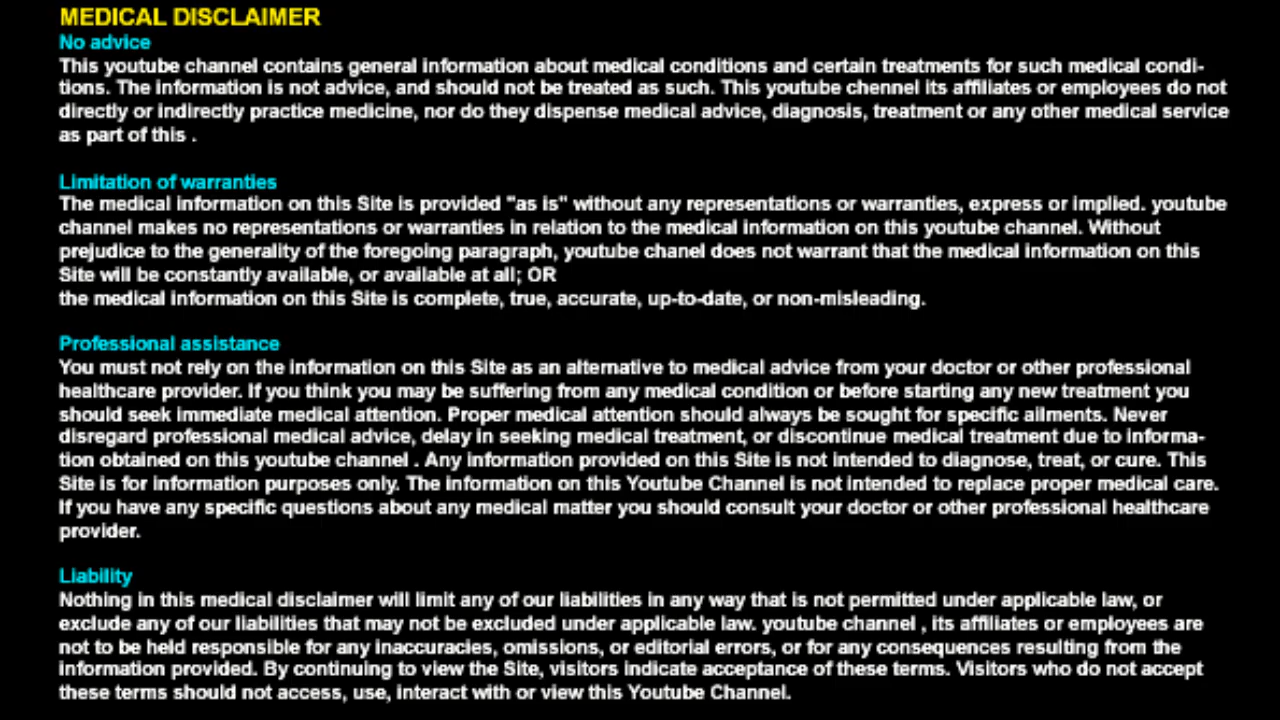 MEDICAL DISCLAIMER
No advice
This youtube channel contains general information about medical conditions and certain treatments for such medical condi-
tions. The information is not advice, and should not be treated as such. This youtube chennel its affiliates or employees do not
directly or indirectly practice medicine, nor do they dispense medical advice, diagnosis, treatment or any other medical service
as part of this .
Limitation of warranties
The medical information on this Site is provided "as is" without any representations or warranties, express or implied. youtube
channel makes no representations or warranties in relation to the medical information on this youtube channel. Without
prejudice to the generality of the foregoing paragraph, youtube chanel does not warrant that the medical information on this
Site will be constantly available, or available at all; OR
the medical information on this Site is complete, true, accurate, up-to-date, or non-misleading.
Professional assistance
You must not rely on the information on this Site as an alternative to medical advice from your doctor or other professional
healthcare provider. If you think you may be suffering from any medical condition or before starting any new treatment you
should seek immediate medical attention. Proper medical attention should always be sought for specific ailments. Never
disregard professional medical advice, delay in seeking medical treatment, or discontinue medical treatment due to informa-
tion obtained on this youtube channel . Any information provided on this Site is not intended to diagnose, treat, or cure. This
Site is for information purposes only. The information on this Youtube Channel is not intended to replace proper medical care.
If you have any specific questions about any medical matter you should consult your doctor or other professional healthcare
provider.
Liability
Nothing in this medical disclaimer will limit any of our liabilities in any way that is not permitted under applicable law, or
exclude any of our liabilities that may not be excluded under applicable law. youtube channel , its affiliates or employees are
not to be held responsible for any inaccuracies, omissions, or editorial errors, or for any consequences resulting from the
information provided. By continuing to view the Site, visitors indicate acceptance of these terms. Visitors who do not accept
these terms should not access, use, interact with or view this Youtube Channel.